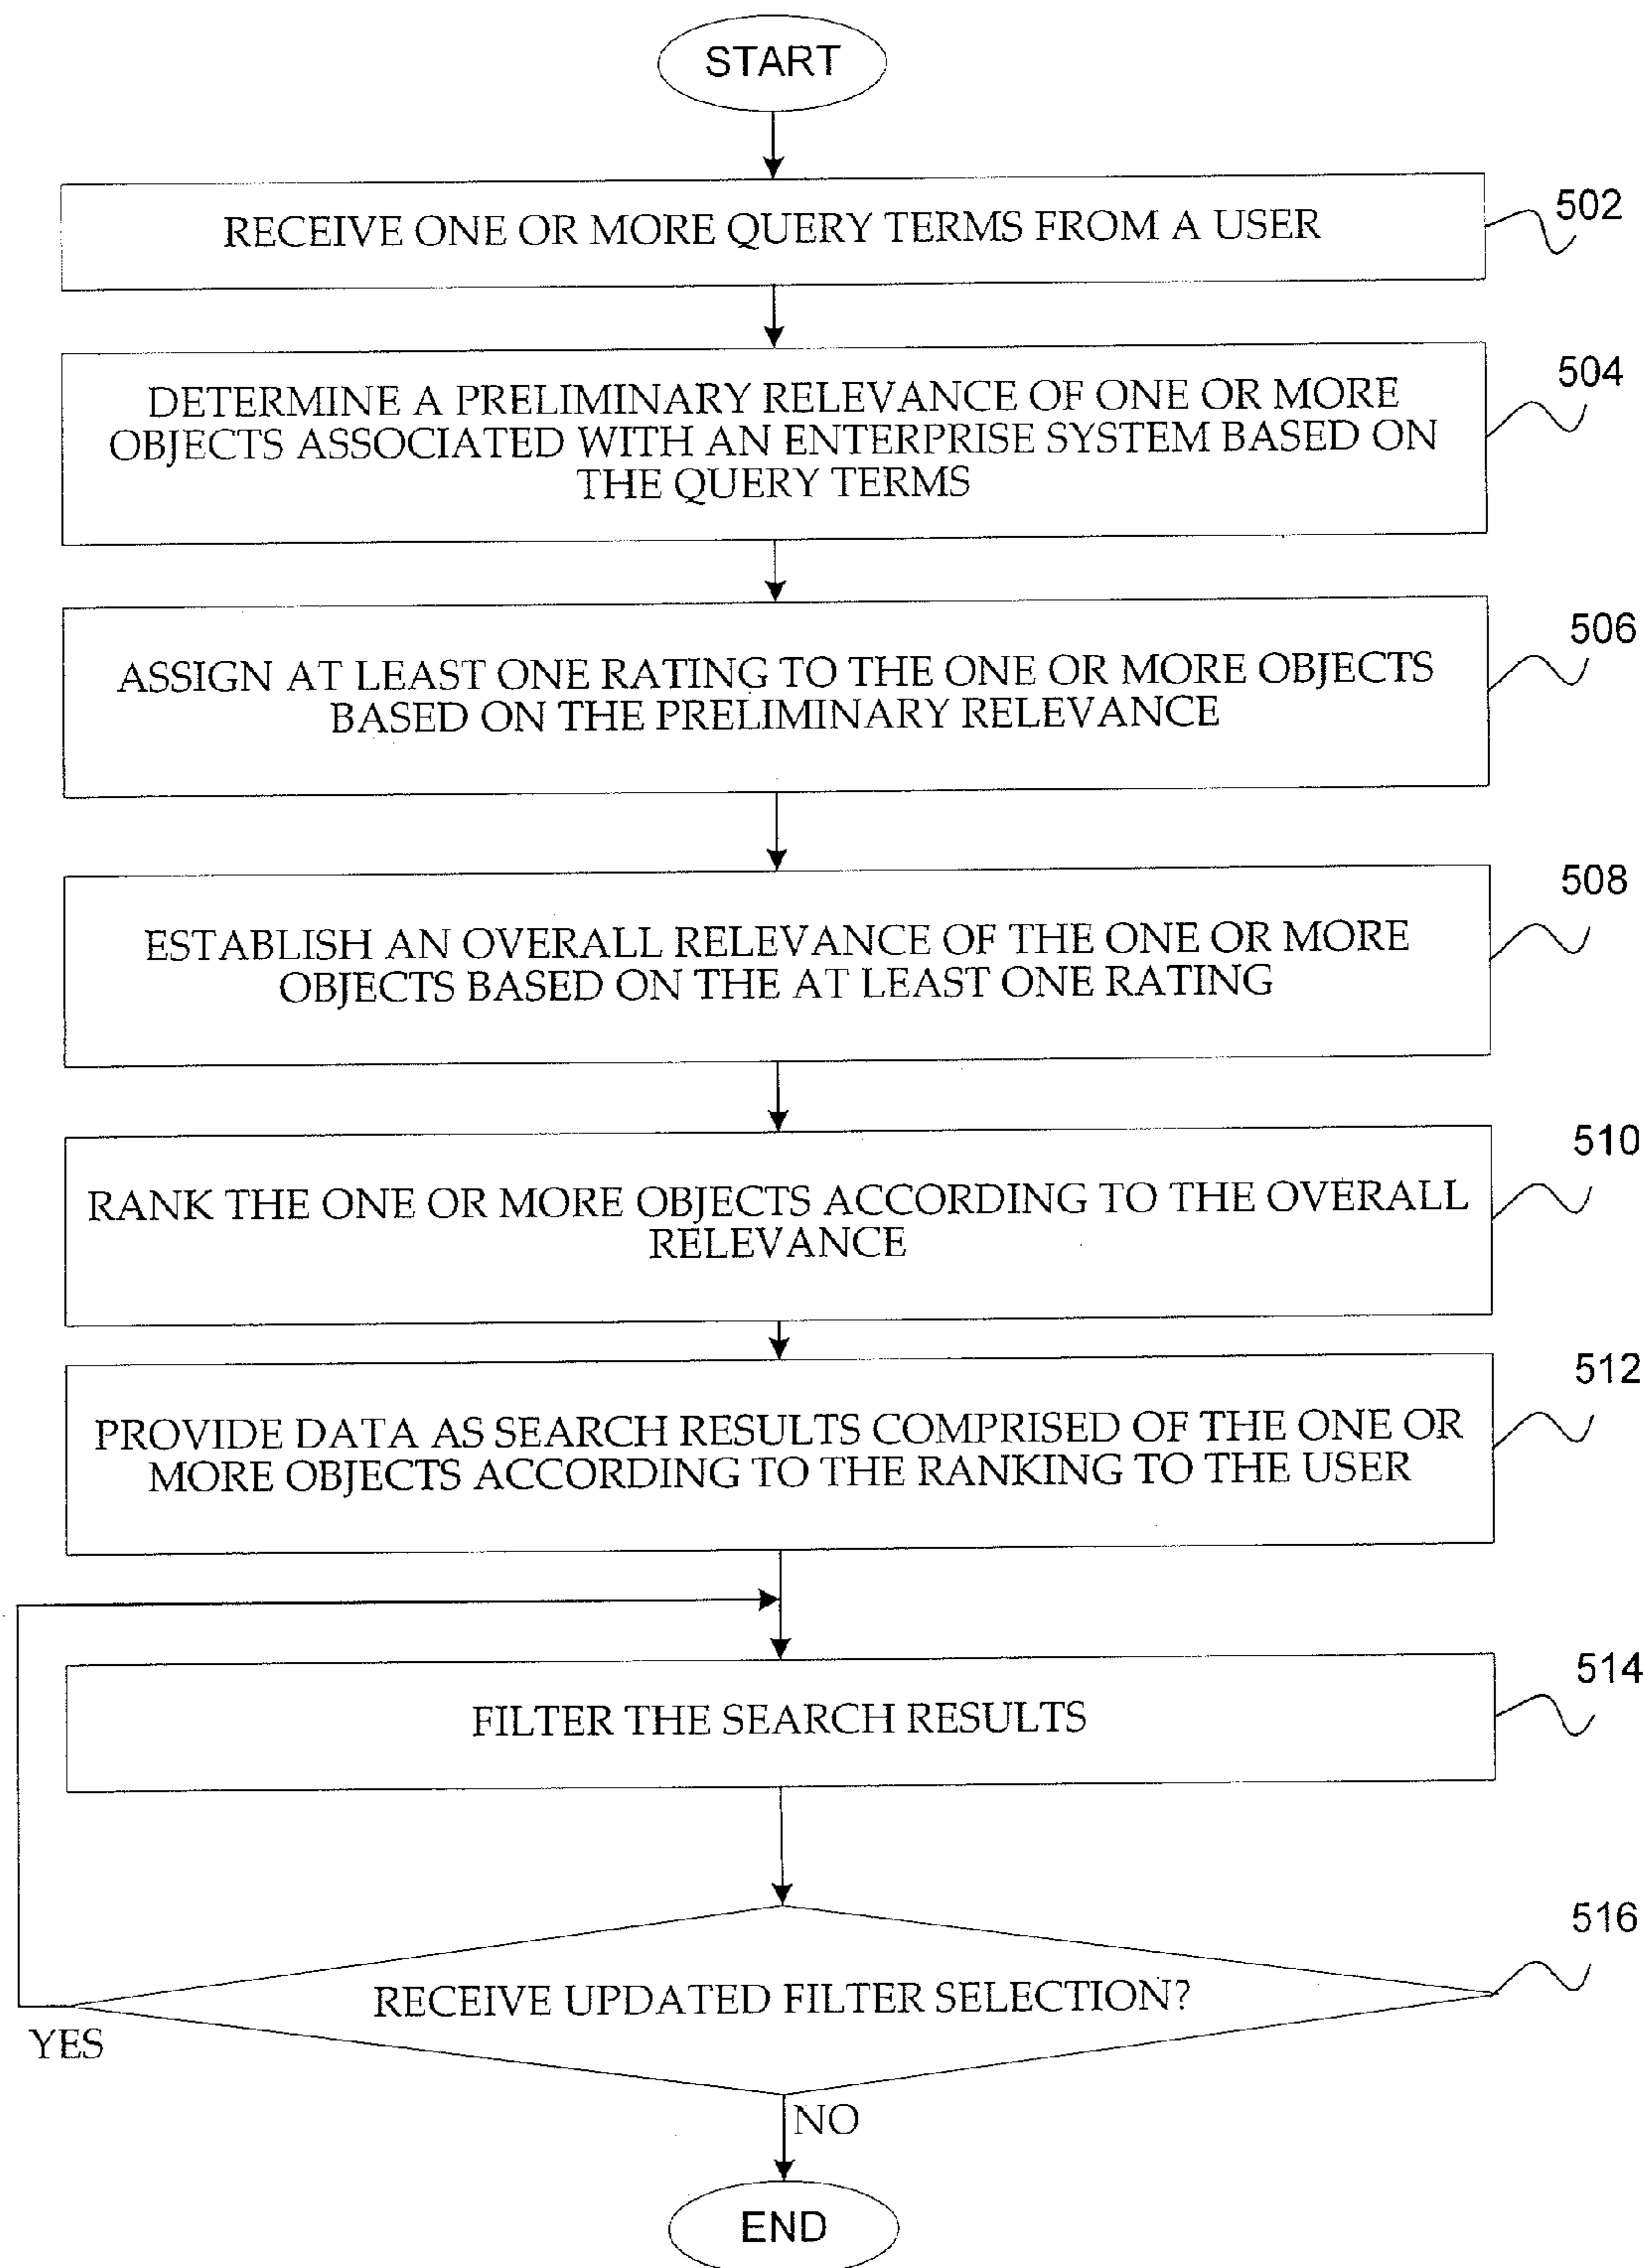 START
RECEIVE ONE OR MORE QUERY TERMS FROM A USER
502
DETERMINE A PRELIMINARY RELEVANCE OF ONE OR MORE
OBJECTS ASSOCIATED WITH AN ENTERPRISE SYSTEM BASED ON
THE QUERY TERMS
504
ASSIGN AT LEAST ONE RATING TO THE ONE OR MORE OBJECTS
BASED ON THE PRELIMINARY RELEVANCE
506
ESTABLISH AN OVERALL RELEVANCE OF THE ONE OR MORE
OBJECTS BASED ON THE AT LEAST ONE RATING
508
RANK THE ONE OR MORE OBJECTS ACCORDING TO THE OVERALL
RELEVANCE
510
PROVIDE DATA AS SEARCH RESULTS COMPRISED OF THE ONE OR
MORE OBJECTS ACCORDING TO THE RANKING TO THE USER
512
FILTER THE SEARCH RESULTS
514
RECEIVE UPDATED FILTER SELECTION?
516
YES
NO
END